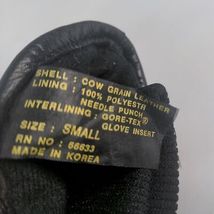 SHELL : COW GRAIN LEATHER
LINING : 100% POLYESTR
NEEDLE PUNCH
INTERLINING : GORE-TEX®
GLOVE INSERT
SIZE : SMALL
RN NO : 66633
MADE IN KOREA